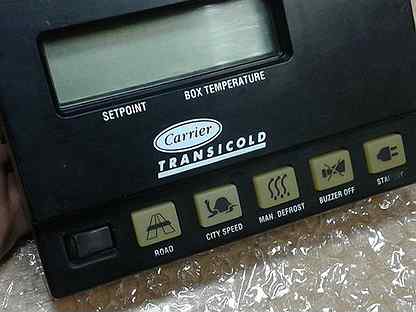 SETPOINT BOX TEMPERATURE
Carrier
TRANSICOLD
ROAD CITY SPEED MAN DEFROST BUZZER OFF